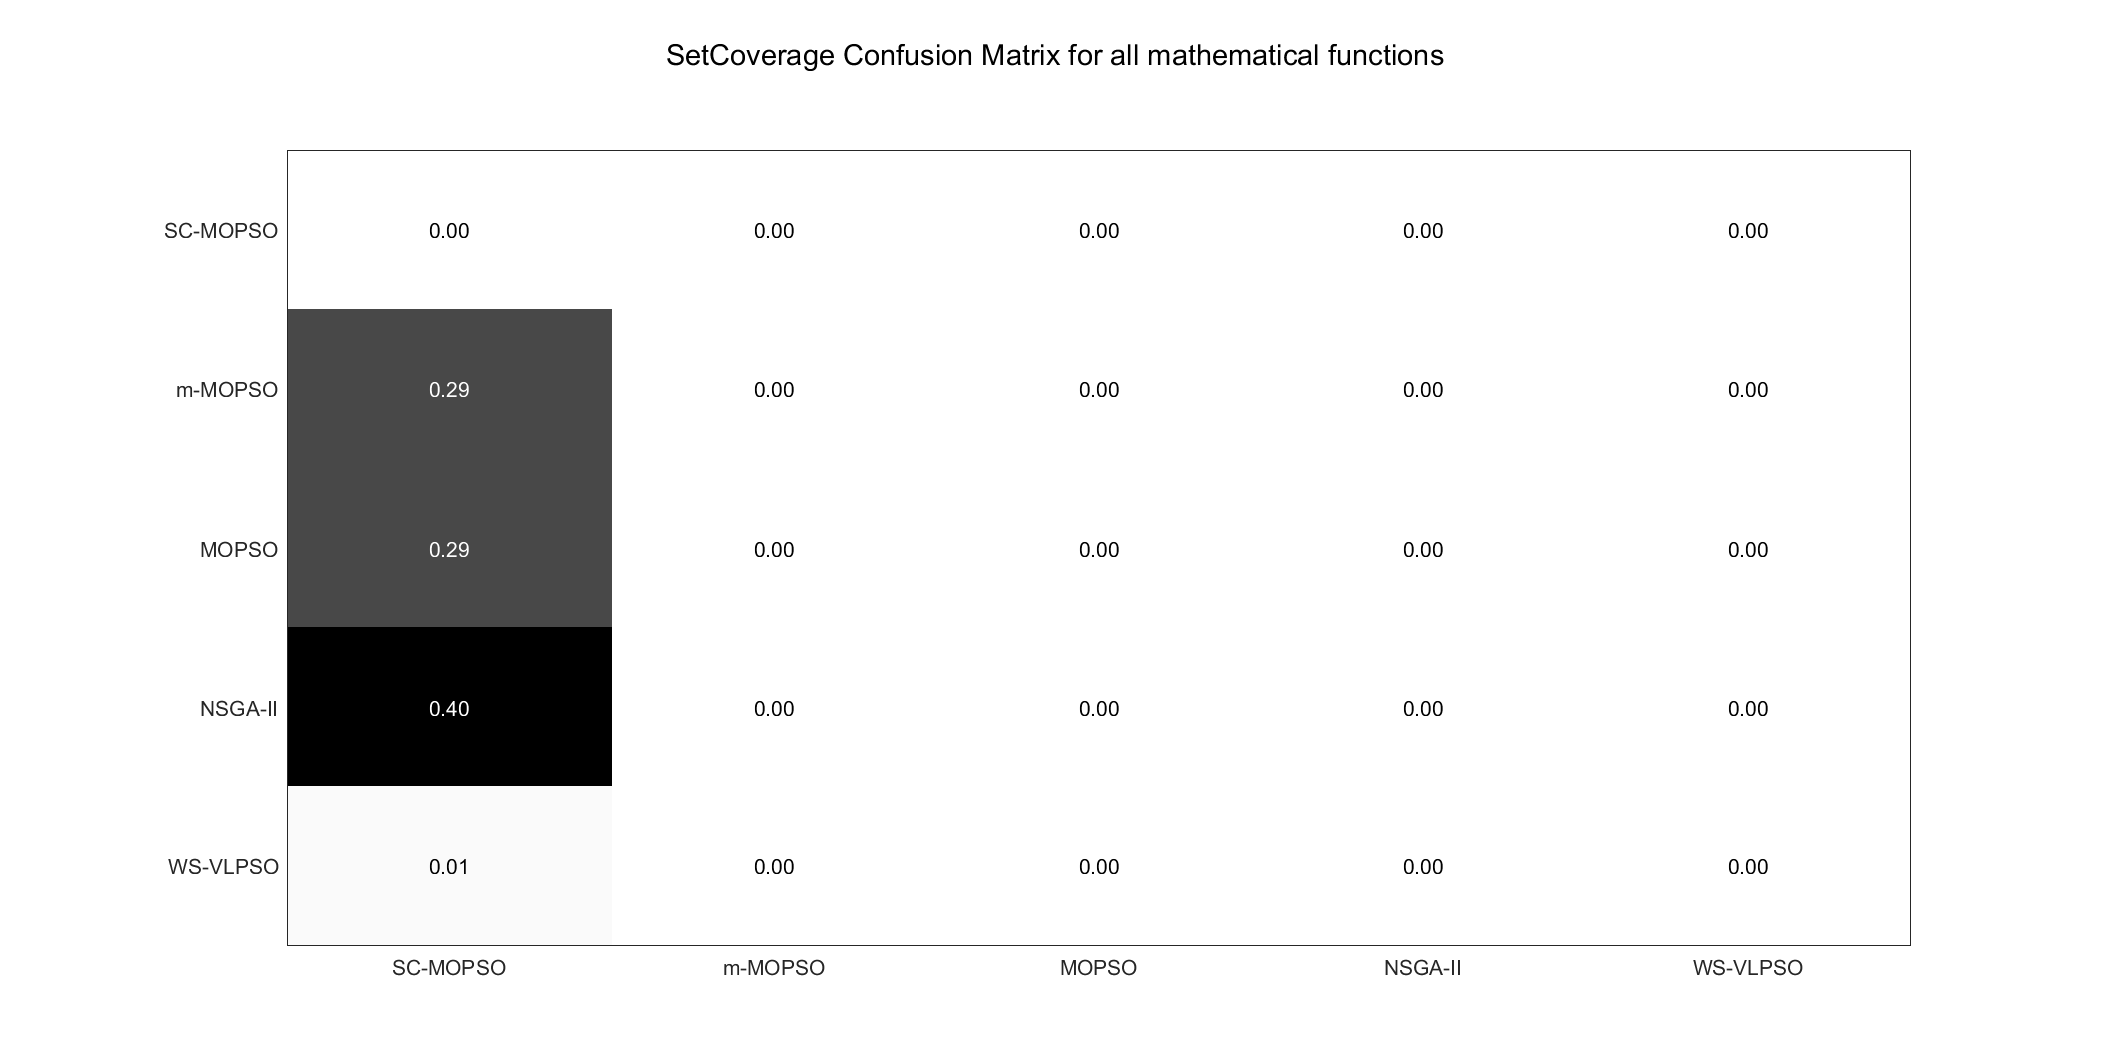 SetCoverage Confusion Matrix for all mathematical functions
SC-MOPSO 0.00 0.00 0.00 0.00 0.00
m-MOPSO 0.29 0.00 0.00 0.00 0.00
MOPSO 0.29 0.00 0.00 0.00 0.00
NSGA-II 0.40 0.00 0.00 0.00 0.00
WS-VLPSO 0.01 0.00 0.00 0.00 0.00
SC-MOPSO m-MOPSO MOPSO NSGA-II WS-VLPSO